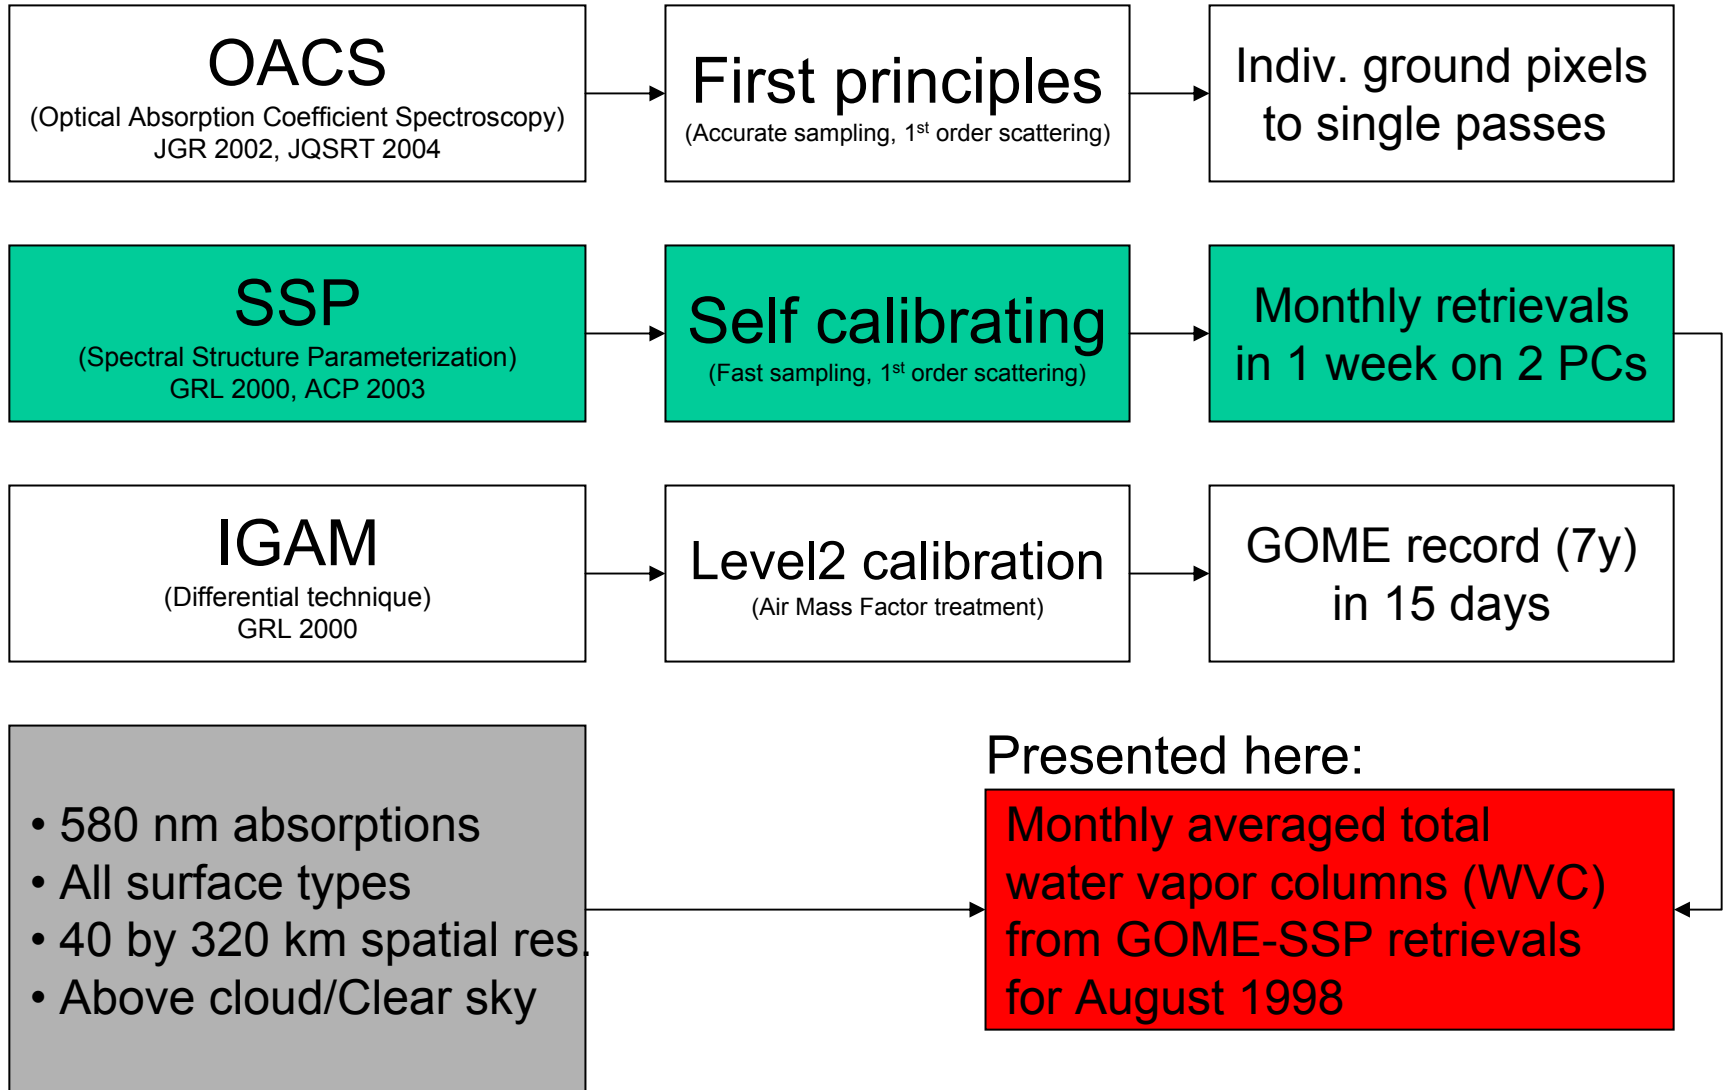 OACS
(Optical Absorption Coefficient Spectroscopy)
JGR 2002, JQSRT 2004
First principles
(Accurate sampling, 1st order scattering)
Indiv. ground pixels
to single passes
SSP
(Spectral Structure Parameterization)
GRL 2000, ACP 2003
Self calibrating
(Fast sampling, 1st order scattering)
Monthly retrievals
in 1 week on 2 PCs
IGAM
(Differential technique)
GRL 2000
Level2 calibration
(Air Mass Factor treatment)
GOME record (7y)
in 15 days
• 580 nm absorptions
• All surface types
• 40 by 320 km spatial res.
• Above cloud/Clear sky
Presented here:
Monthly averaged total
water vapor columns (WVC)
from GOME-SSP retrievals
for August 1998